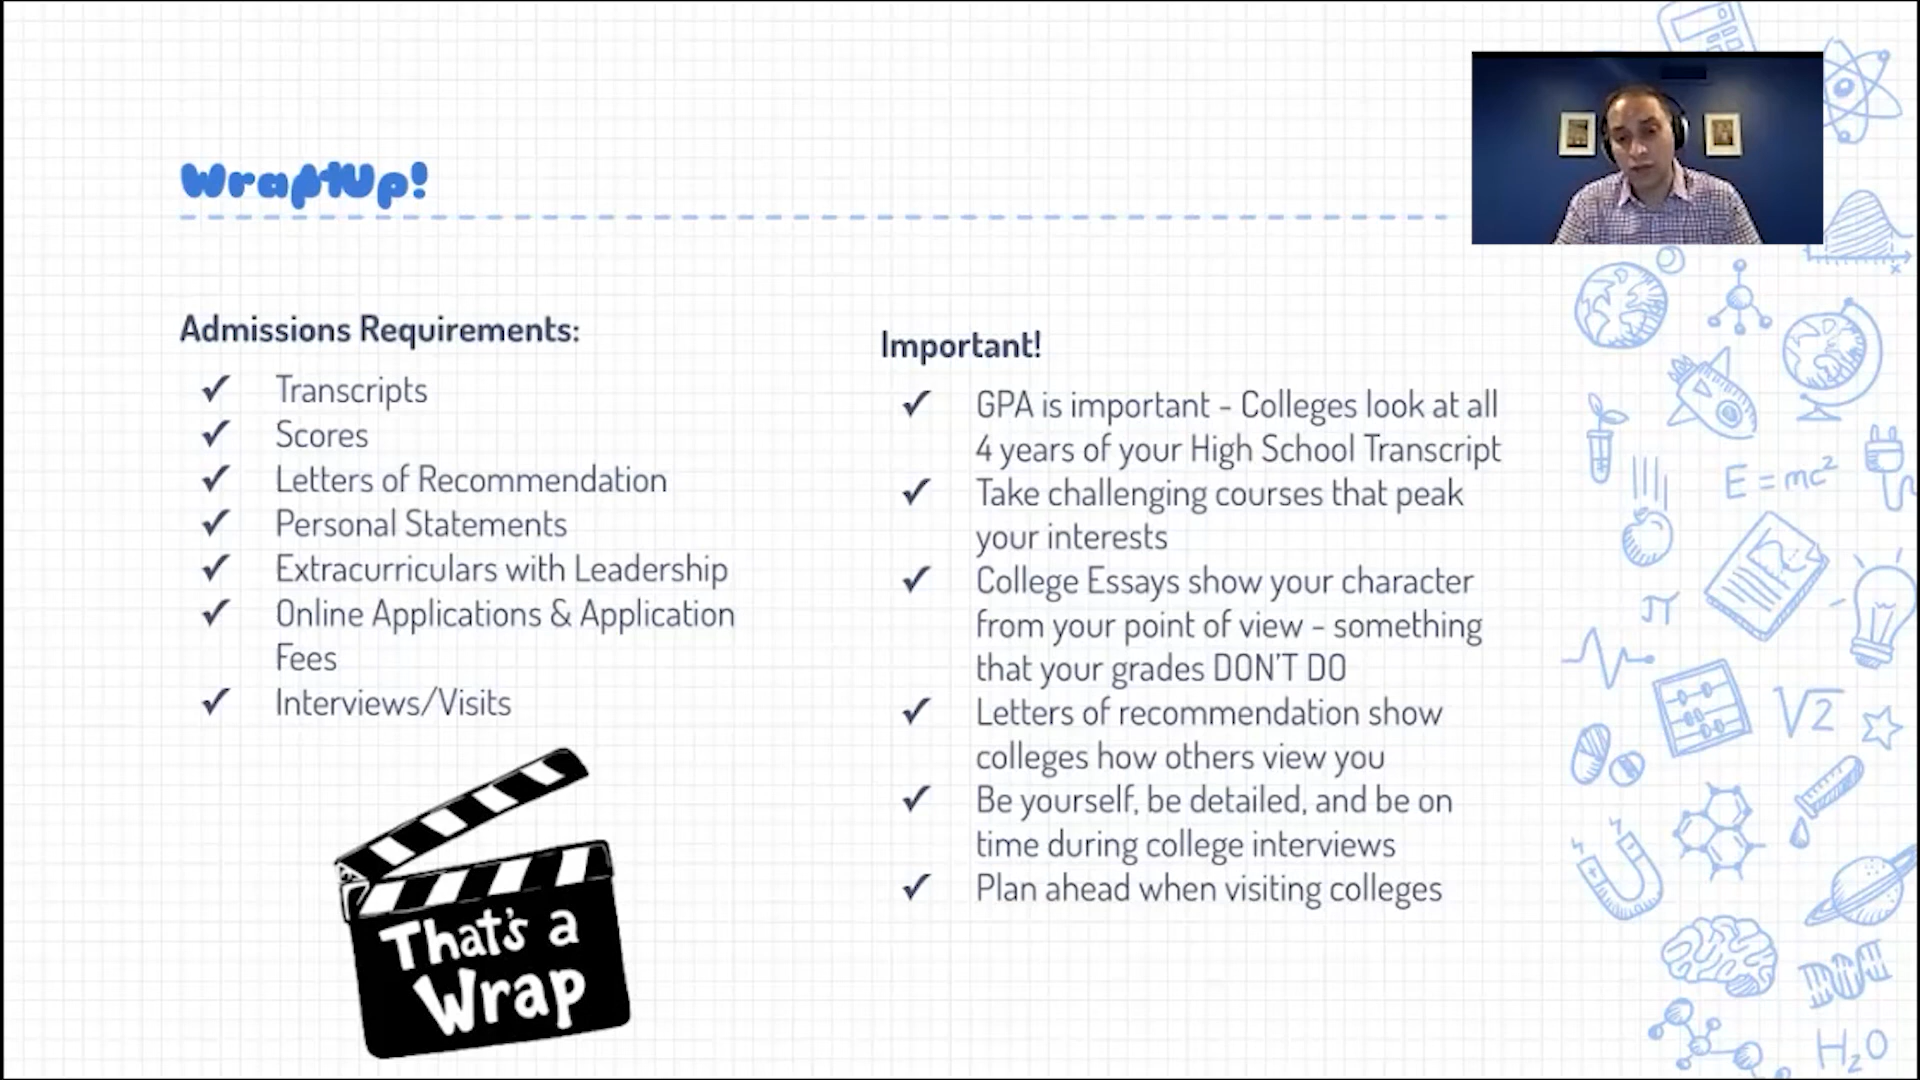 Wrap Up!
Admissions Requirements:
✓ Transcripts
✓ Scores
✓ Letters of Recommendation
✓ Personal Statements
✓ Extracurriculars with Leadership
✓ Online Applications & Application
Fees
✓ Interviews/Visits
That's a
Wrap
Important!
✓ GPA is important - Colleges look at all
4 years of your High School Transcript
✓ Take challenging courses that peak
your interests
✓ College Essays show your character
from your point of view - something
that your grades DON'T DO
✓ Letters of recommendation show
colleges how others view you
✓ Be yourself, be detailed, and be on
time during college interviews
✓ Plan ahead when visiting colleges
x
E = mc²
π
√2
H₂O